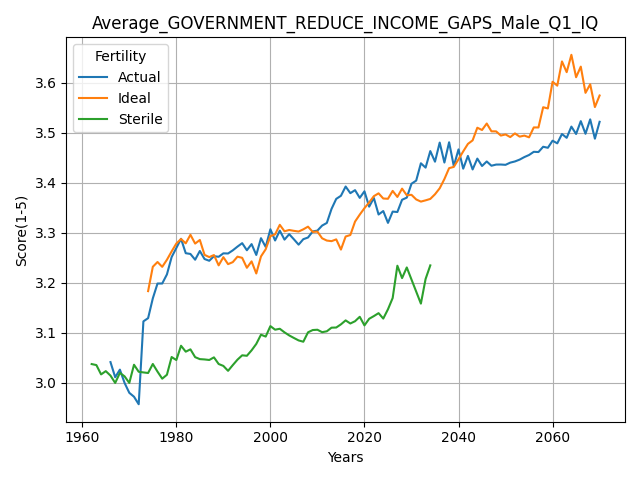 Average_GOVERNMENT_REDUCE_INCOME_GAPS_Male_Q1_IQ
Fertility
Actual
Ideal
Sterile
Score(1-5)
3.6
3.5
3.4
3.3
3.2
3.1
3.0
1960 1980 2000 2020 2040 2060
Years